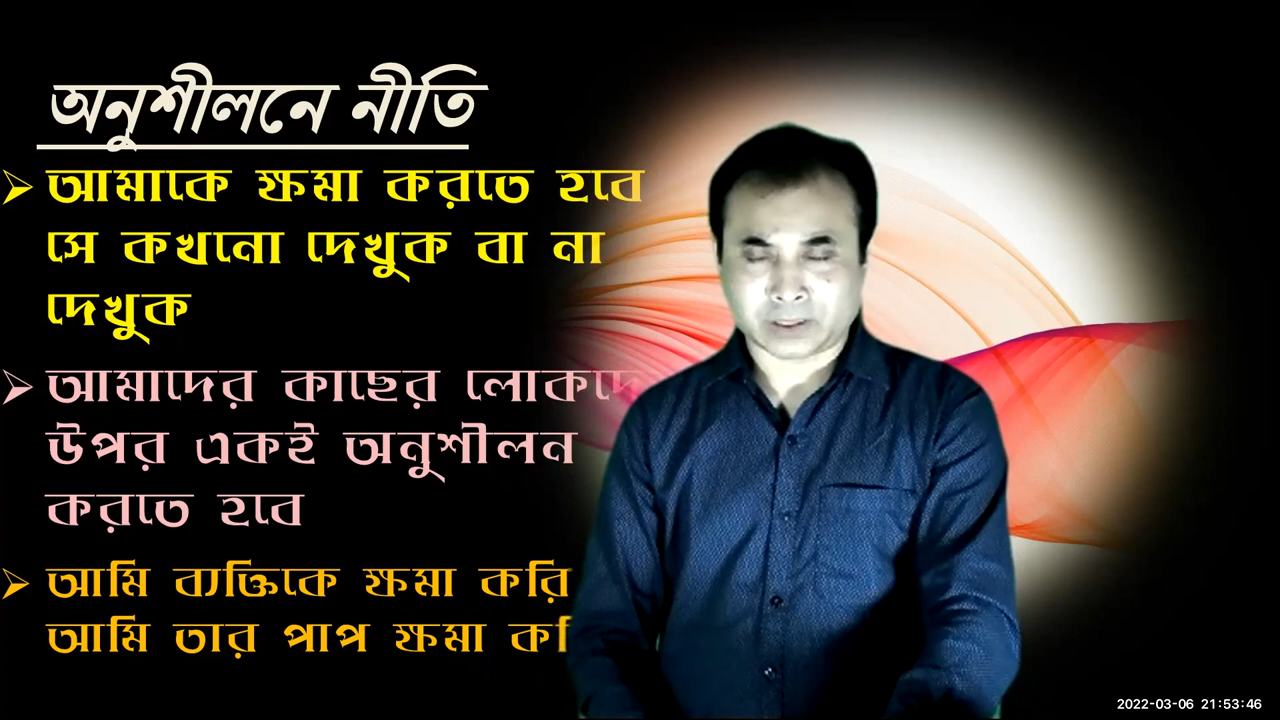 অনুশীলনে নীতি
আমাকে ক্ষমা করতে হবে
সে কখনো দেখুক বা না
দেখুক
আমাদের কাছের
উপর একই অনুশীলন
করতে হবে
আমি ব্যক্তিকে ক্ষমা করি
আমি তার পাপ ক্ষমা
2022-03-06 21:53:46